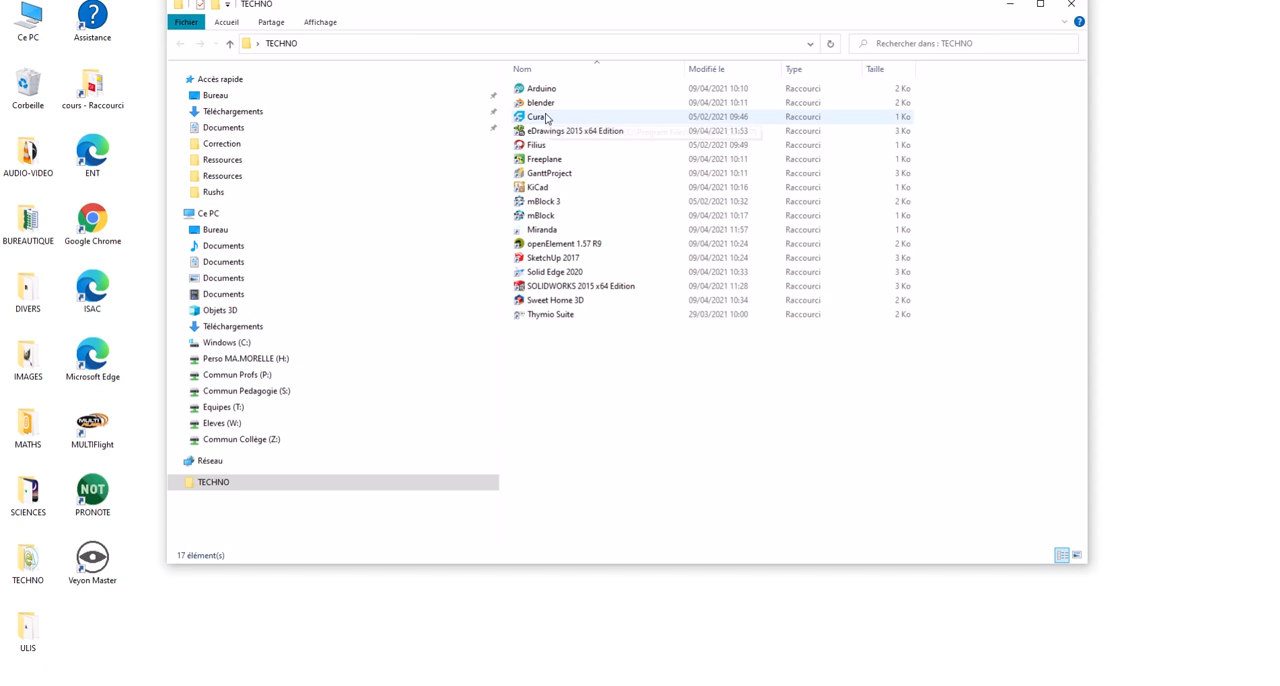 TECHNO
Fichier Accueil Partage Affichage
TECHNO
Rechercher dans : TECHNO
Ce PC
Assistance
Corbeille
cours - Raccourci
AUDIO-VIDEO
ENT
BUREAUTIQUE
Google Chrome
DIVERS
ISAC
IMAGES
Microsoft Edge
MATHS
MULTIFlight
SCIENCES
NOT
PRONOTE
TECHNO
Veyon Master
ULIS
Accès rapide
Bureau
Téléchargements
Documents
Correction
Ressources
Ressources
Rushs
Ce PC
Bureau
Documents
Documents
Documents
Documents
Objets 3D
Téléchargements
Windows (C:)
Perso MA.MORELLE (H:)
Commun Profs (P:)
Commun Pedagogie (S:)
Equipes (T:)
Eleves (W:)
Commun Collège (Z:)
Réseau
TECHNO
Nom Modifié le Type Taille
Arduino 09/04/2021 10:10 Raccourci 2 Ko
blender 09/04/2021 10:11 Raccourci 2 Ko
Cura 05/02/2021 09:46 Raccourci 1 Ko
eDrawings 2015 x64 Edition 09/04/2021 11:53 Raccourci 3 Ko
Filius 05/02/2021 09:49 Raccourci 1 Ko
Freeplane 09/04/2021 10:11 Raccourci 2 Ko
GanttProject 09/04/2021 10:11 Raccourci 3 Ko
KiCad 09/04/2021 10:16 Raccourci 1 Ko
mBlock 3 05/02/2021 10:32 Raccourci 2 Ko
mBlock 09/04/2021 10:17 Raccourci 1 Ko
Miranda 09/04/2021 11:57 Raccourci 1 Ko
openElement 1.57 R9 09/04/2021 10:24 Raccourci 2 Ko
SketchUp 2017 09/04/2021 10:24 Raccourci 3 Ko
Solid Edge 2020 09/04/2021 10:33 Raccourci 3 Ko
SOLIDWORKS 2015 x64 Edition 09/04/2021 11:28 Raccourci 3 Ko
Sweet Home 3D 09/04/2021 10:34 Raccourci 2 Ko
Thymio Suite 29/03/2021 10:00 Raccourci 2 Ko
17 élément(s)